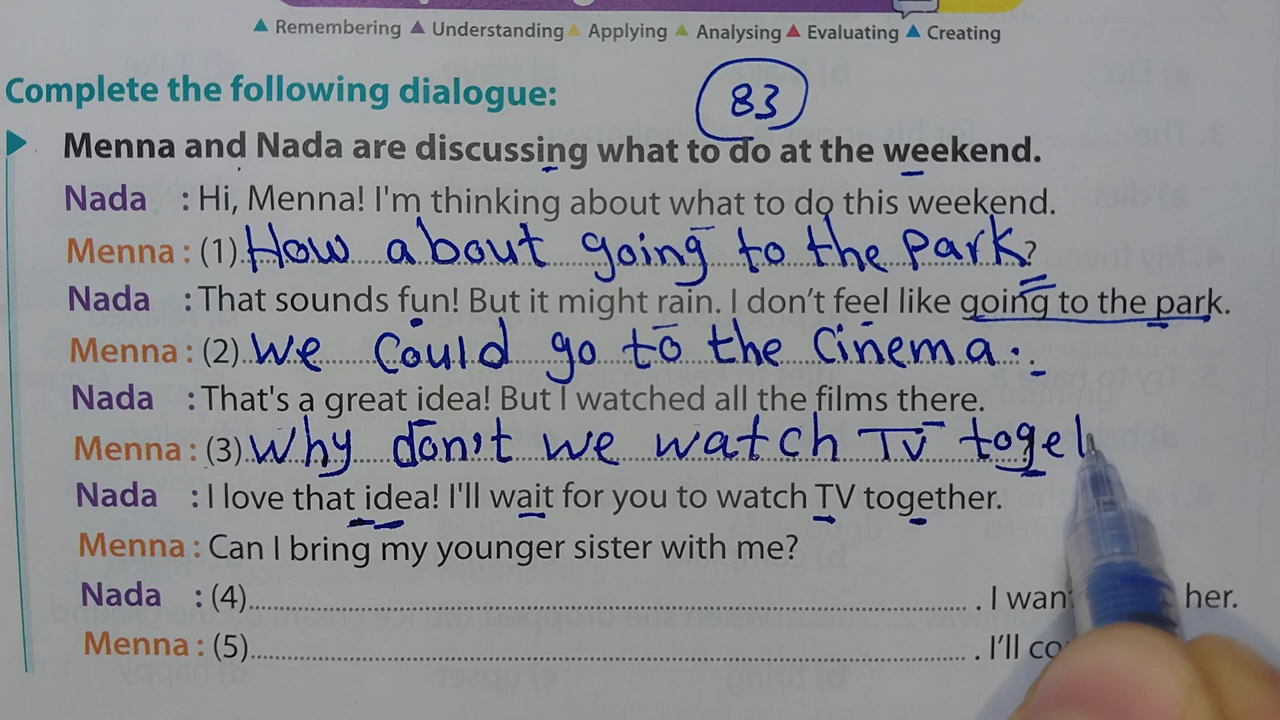 ▲ Remembering ▲ Understanding ▲ Applying ▲ Analysing ▲ Evaluating ▲ Creating
Complete the following dialogue: 83
Menna and Nada are discussing what to do at the weekend.
Nada : Hi, Menna! I'm thinking about what to do this weekend.
Menna : (1) How about going to the park?
Nada : That sounds fun! But it might rain. I don't feel like going to the park.
Menna : (2) We could go to the cinema.
Nada : That's a great idea! But I watched all the films there.
Menna : (3) Why don't we watch TV
Nada : I love that idea! I'll wait for you to watch TV together.
Menna : Can I bring my younger sister with me?
Nada : (4) . I her.
Menna : (5) . I'll